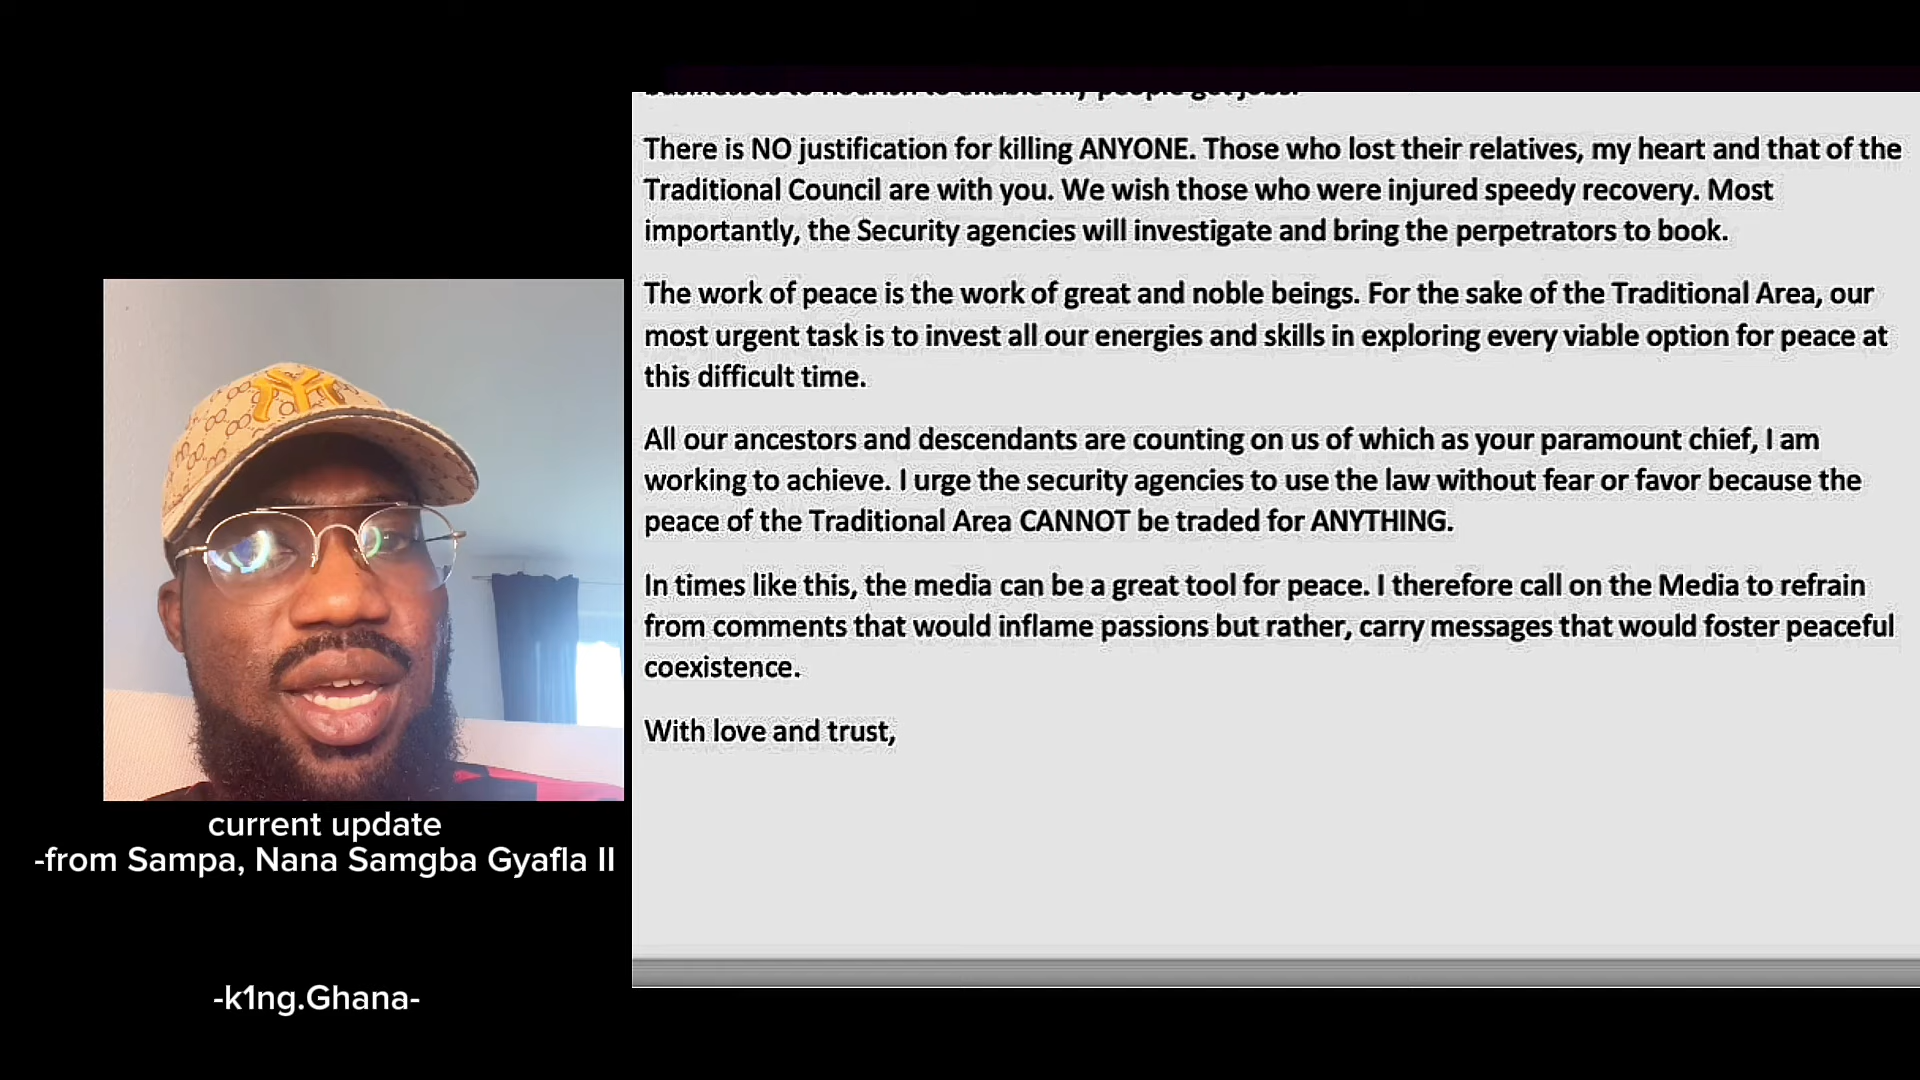 businesses to flourish to enable my people get jobs.
There is NO justification for killing ANYONE. Those who lost their relatives, my heart and that of the
Traditional Council are with you. We wish those who were injured speedy recovery. Most
importantly, the Security agencies will investigate and bring the perpetrators to book.
The work of peace is the work of great and noble beings. For the sake of the Traditional Area, our
most urgent task is to invest all our energies and skills in exploring every viable option for peace at
this difficult time.
All our ancestors and descendants are counting on us of which as your paramount chief, I am
working to achieve. I urge the security agencies to use the law without fear or favor because the
peace of the Traditional Area CANNOT be traded for ANYTHING.
In times like this, the media can be a great tool for peace. I therefore call on the Media to refrain
from comments that would inflame passions but rather, carry messages that would foster peaceful
coexistence.
With love and trust,
current update
-from Sampa, Nana Samgba Gyafla II
-k1ng.Ghana-